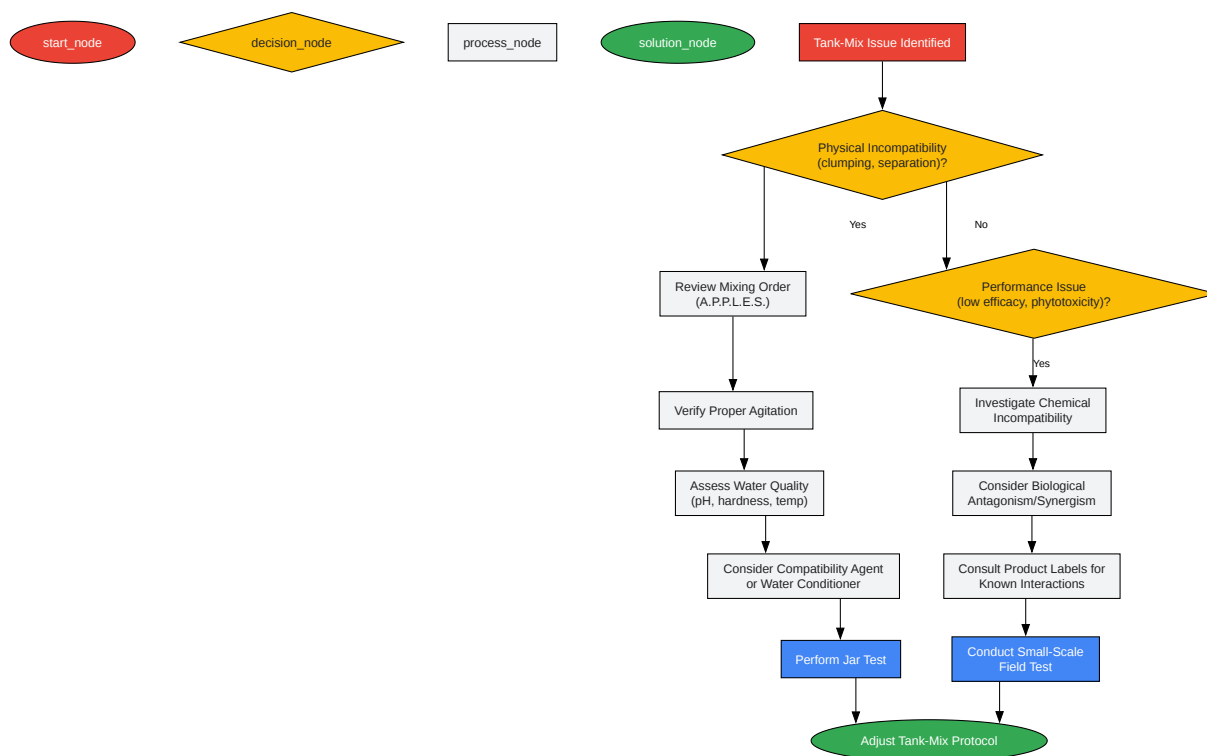 start_node
decision_node
process_node
solution_node
Tank-Mix Issue Identified
Physical Incompatibility
(clumping, separation)?
Yes
No
Review Mixing Order
(A.P.P.L.E.S.)
Performance Issue
(low efficacy, phytotoxicity)?
Yes
Verify Proper Agitation
Investigate Chemical
Incompatibility
Assess Water Quality
(pH, hardness, temp)
Consider Biological
Antagonism/Synergism
Consider Compatibility Agent
or Water Conditioner
Consult Product Labels for
Known Interactions
Perform Jar Test
Conduct Small-Scale
Field Test
Adjust Tank-Mix Protocol